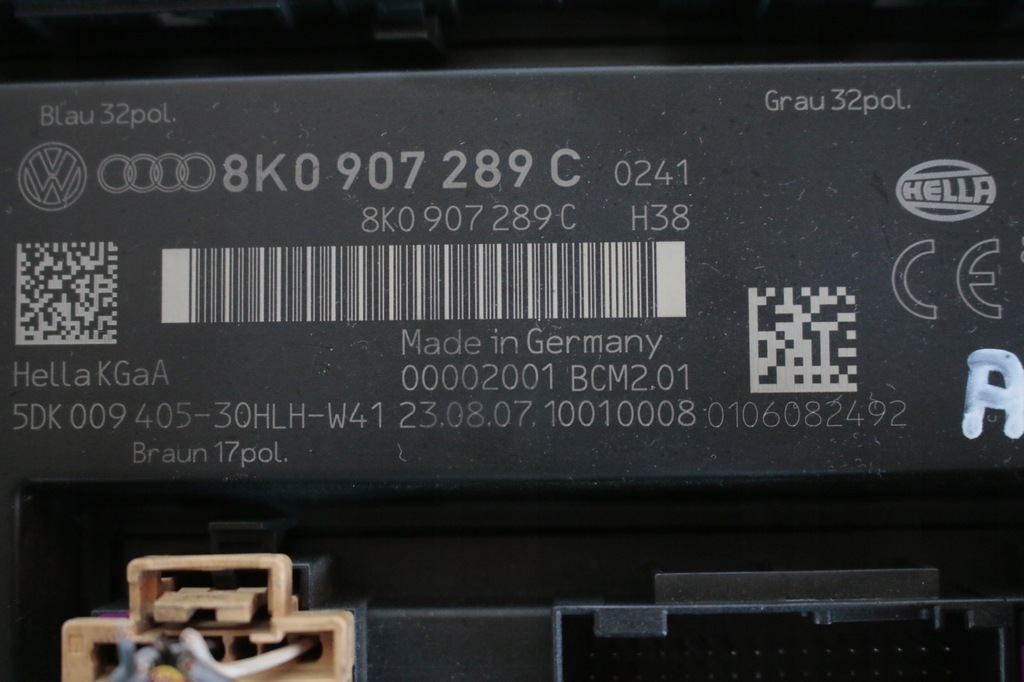 Blau 32pol.
Grau 32pol.
VW 8K0 907 289 C 0241
HELLA
8K0 907 289 C H38
CE
Made in Germany
Hella KGaA
00002001 BCM2.01
A
5DK 009 405-30HLH-W41 23.08.07 10010008 0106082492
Braun 17pol.